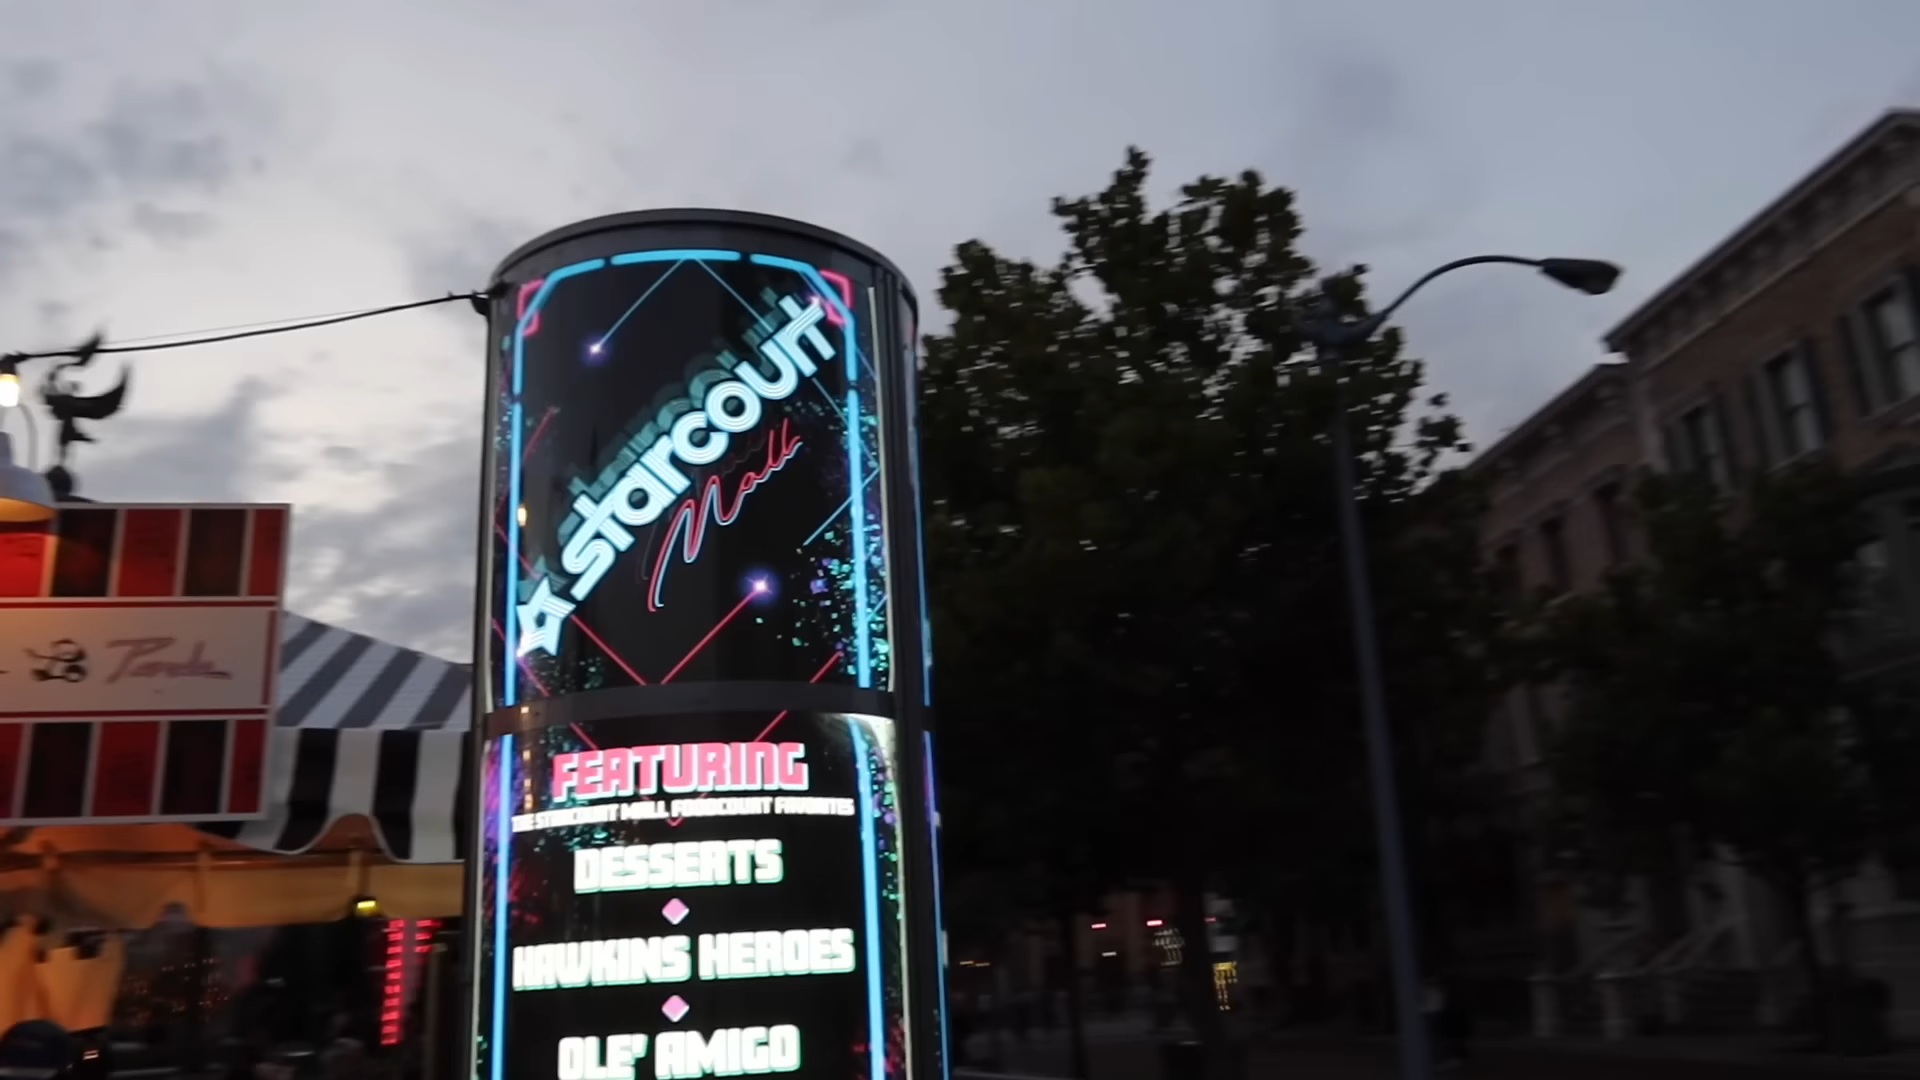 starcourt
Mall
FEATURING
THE STARCOURT MALL FOODCOURT FAVORITES
DESSERTS
HAWKINS HEROES
OLE' AMIGO